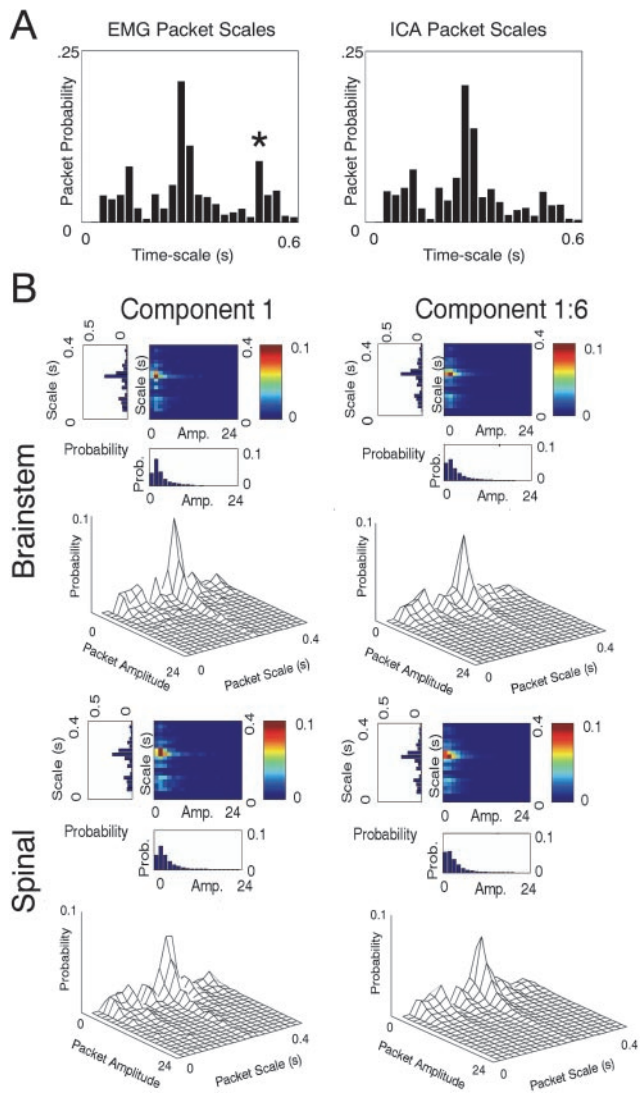 A
EMG Packet Scales
ICA Packet Scales
.25
Packet Probability
0
*
0
0.6
Time-scale (s)
.25
Packet Probability
0
0
0.6
Time-scale (s)
B
Component 1
Component 1:6
Brainstem
0.5
0
0.4
Scale (s)
0
Scale (s)
0
Amp.
24
0.4
0
0.1
0
Probability
Prob.
0.1
0
Amp.
24
0.1
Probability
0
Packet Amplitude
24
0
Packet Scale (s)
0.4
0.5
0
0.4
Scale (s)
0
Scale (s)
0
Amp.
24
0.4
0
0.1
0
Probability
Prob.
0.1
0
0
Amp.
24
0.1
Probability
0
Packet Amplitude
24
0
Packet Scale (s)
0.4
Spinal
0.5
0
0.4
Scale (s)
0
Scale (s)
0
Amp.
24
0.4
0
0.1
0
Probability
Prob.
0.1
0
0
Amp.
24
0.1
Probability
0
Packet Amplitude
24
0
Packet Scale (s)
0.4
0.5
0
0.4
Scale (s)
0
Scale (s)
0
Amp.
24
0.4
0
0.1
0
Probability
Prob.
0.1
0
0
Amp.
24
0.1
Probability
0
Packet Amplitude
24
0
Packet Scale (s)
0.4